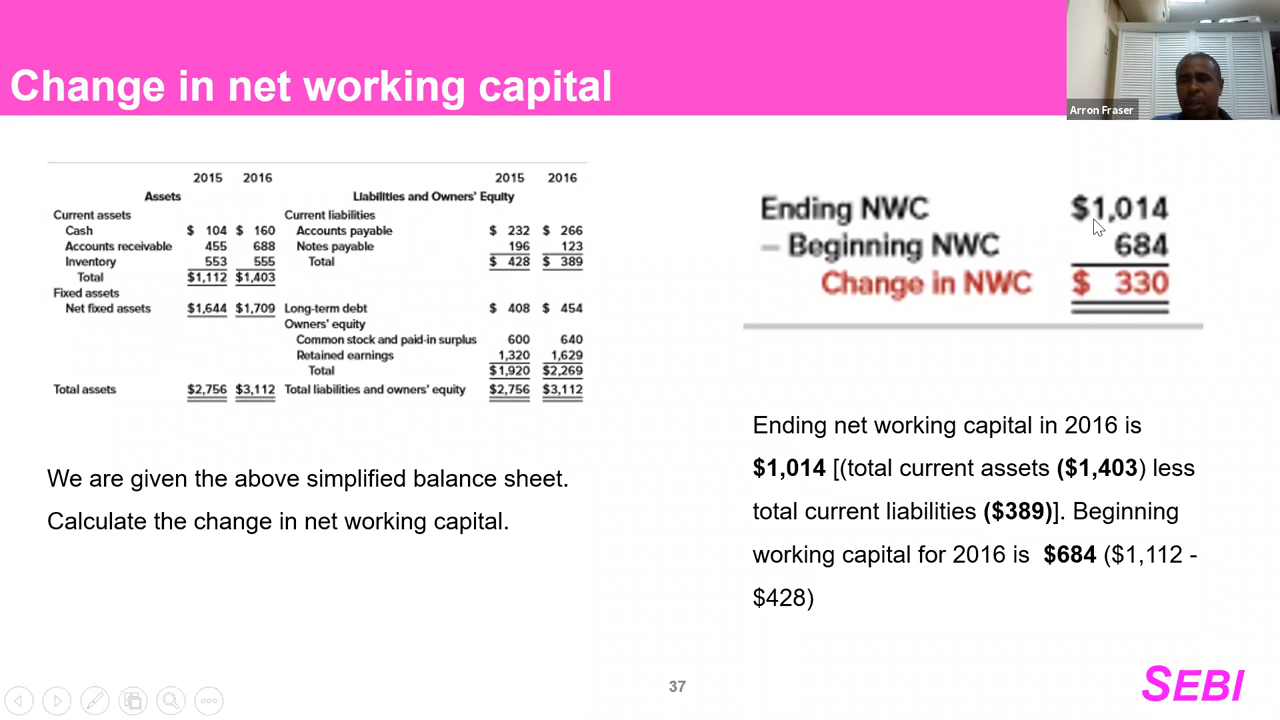 Change in net working capital
Arron Fraser
2015 2016 2015 2016
Assets Liabilities and Owners' Equity
Current assets Current liabilities
Cash $ 104 $ 160 Accounts payable $ 232 $ 266
Accounts receivable 455 688 Notes payable 196 123
Inventory 553 555 Total $ 428 $ 389
Total $1,112 $1,403
Fixed assets
Net fixed assets $1,644 $1,709 Long-term debt $ 408 $ 454
Owners' equity
Common stock and paid-in surplus 600 640
Retained earnings 1,320 1,629
Total $1,920 $2,269
Total assets $2,756 $3,112 Total liabilities and owners' equity $2,756 $3,112
We are given the above simplified balance sheet.
Calculate the change in net working capital.
Ending NWC $1,014
– Beginning NWC 684
Change in NWC $ 330
Ending net working capital in 2016 is
$1,014 [(total current assets ($1,403) less
total current liabilities ($389)]. Beginning
working capital for 2016 is $684 ($1,112 -
$428)
37
SEBI